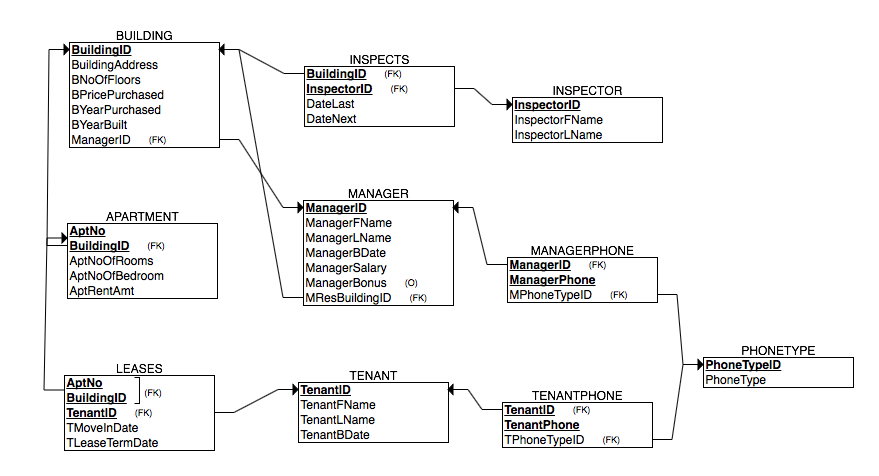 BUILDING
BuildingID
BuildingAddress
BNoOfFloors
BPricePurchased
BYearPurchased
BYearBuilt
ManagerID (FK)
INSPECTS
BuildingID (FK)
InspectorID (FK)
DateLast
DateNext
INSPECTOR
InspectorID
InspectorFName
InspectorLName
APARTMENT
AptNo
BuildingID (FK)
AptNoOfRooms
AptNoOfBedroom
AptRentAmt
MANAGER
ManagerID
ManagerFName
ManagerLName
ManagerBDate
ManagerSalary
ManagerBonus (O)
MResBuildingID (FK)
MANAGERPHONE
ManagerID (FK)
ManagerPhone
MPhoneTypeID (FK)
PHONETYPE
PhoneTypeID
PhoneType
LEASES
AptNo
BuildingID (FK)
TenantID (FK)
TMoveInDate
TLeaseTermDate
TENANT
TenantID
TenantFName
TenantLName
TenantBDate
TENANTPHONE
TenantID (FK)
TenantPhone
TPhoneTypeID (FK)